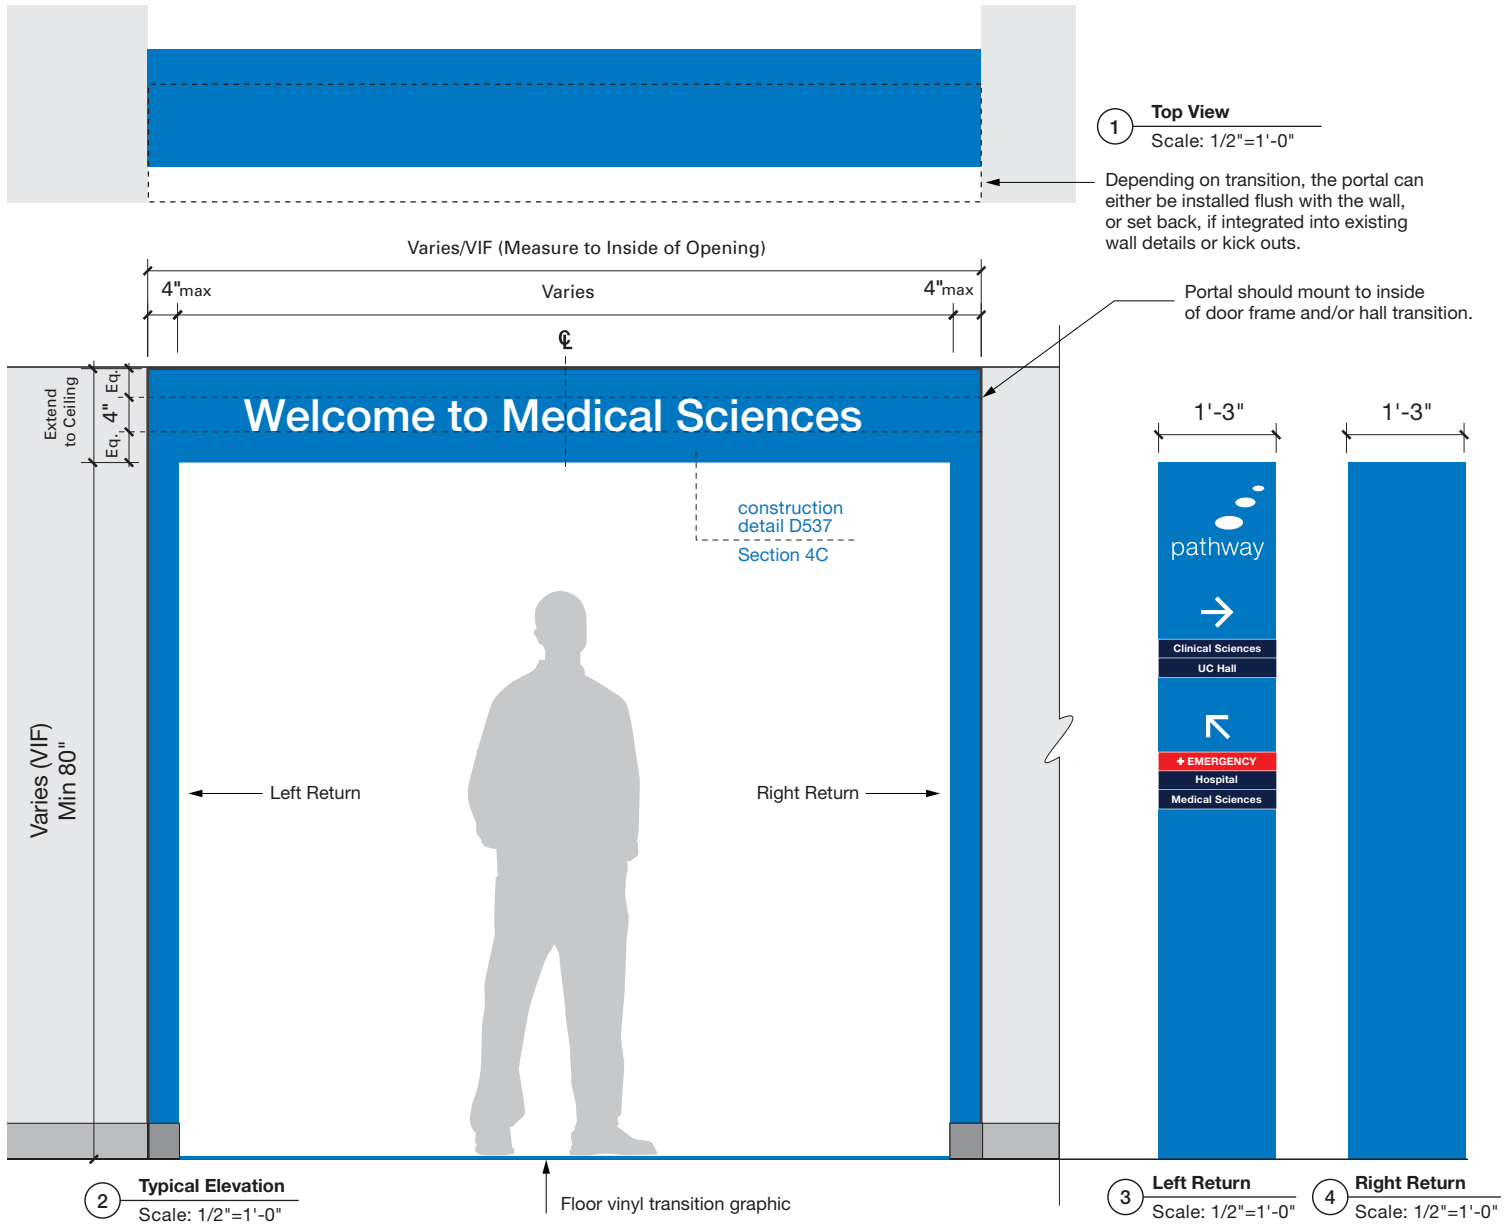 1
Top View
Scale: 1/2"=1'-0"
Depending on transition, the portal can
either be installed flush with the wall,
or set back, if integrated into existing
wall details or kick outs.
Varies/VIF (Measure to Inside of Opening)
4"max
Varies
4"max
Portal should mount to inside
of door frame and/or hall transition.
℄
Extend
to Ceiling
Eq.
4"
Eq.
Welcome to Medical Sciences
construction
detail D537
Section 4C
Varies (VIF)
Min 80"
Left Return
Right Return
1'-3"
1'-3"
pathway
→
Clinical Sciences
UC Hall
↖
+ EMERGENCY
Hospital
Medical Sciences
2
Typical Elevation
Scale: 1/2"=1'-0"
Floor vinyl transition graphic
3
Left Return
Scale: 1/2"=1'-0"
4
Right Return
Scale: 1/2"=1'-0"